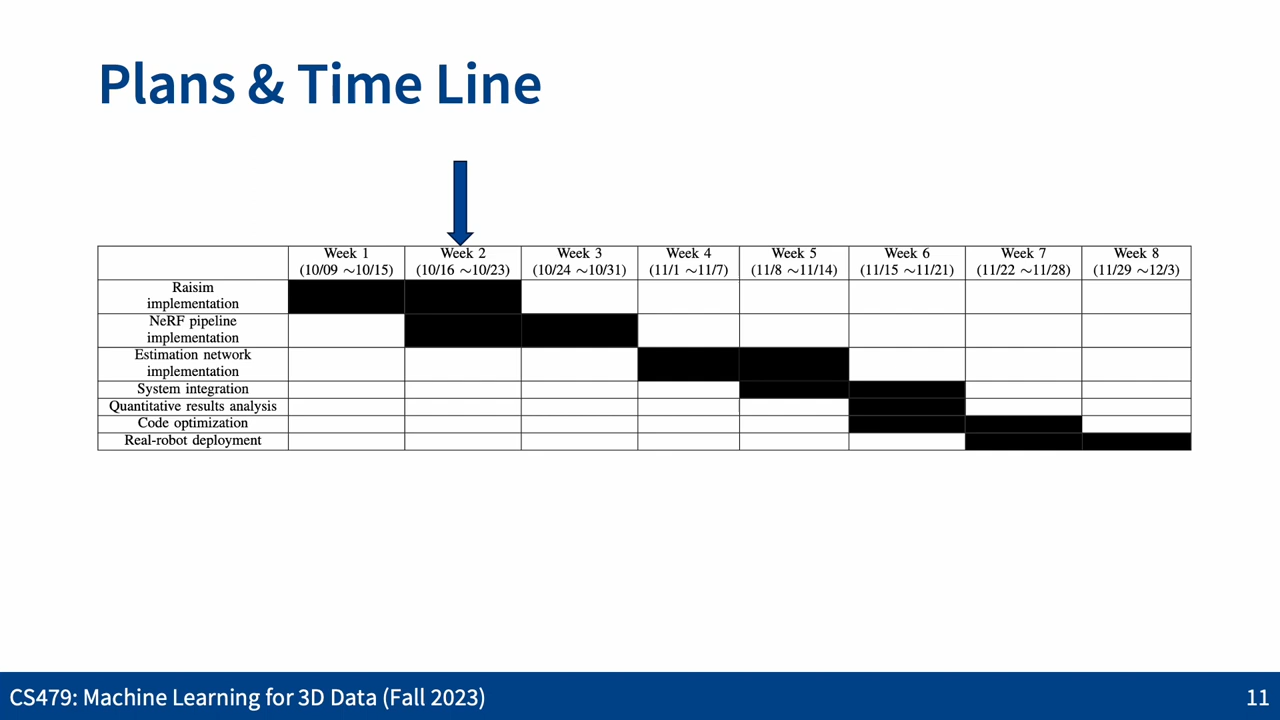 Plans & Time Line
Week 1
(10/09 ∼10/15)
Week 2
(10/16 ∼10/23)
Week 3
(10/24 ∼10/31)
Week 4
(11/1 ∼11/7)
Week 5
(11/8 ∼11/14)
Week 6
(11/15 ∼11/21)
Week 7
(11/22 ∼11/28)
Week 8
(11/29 ∼12/3)
Raisim
implementation
NeRF pipeline
implementation
Estimation network
implementation
System integration
Quantitative results analysis
Code optimization
Real-robot deployment
CS479: Machine Learning for 3D Data (Fall 2023)
11